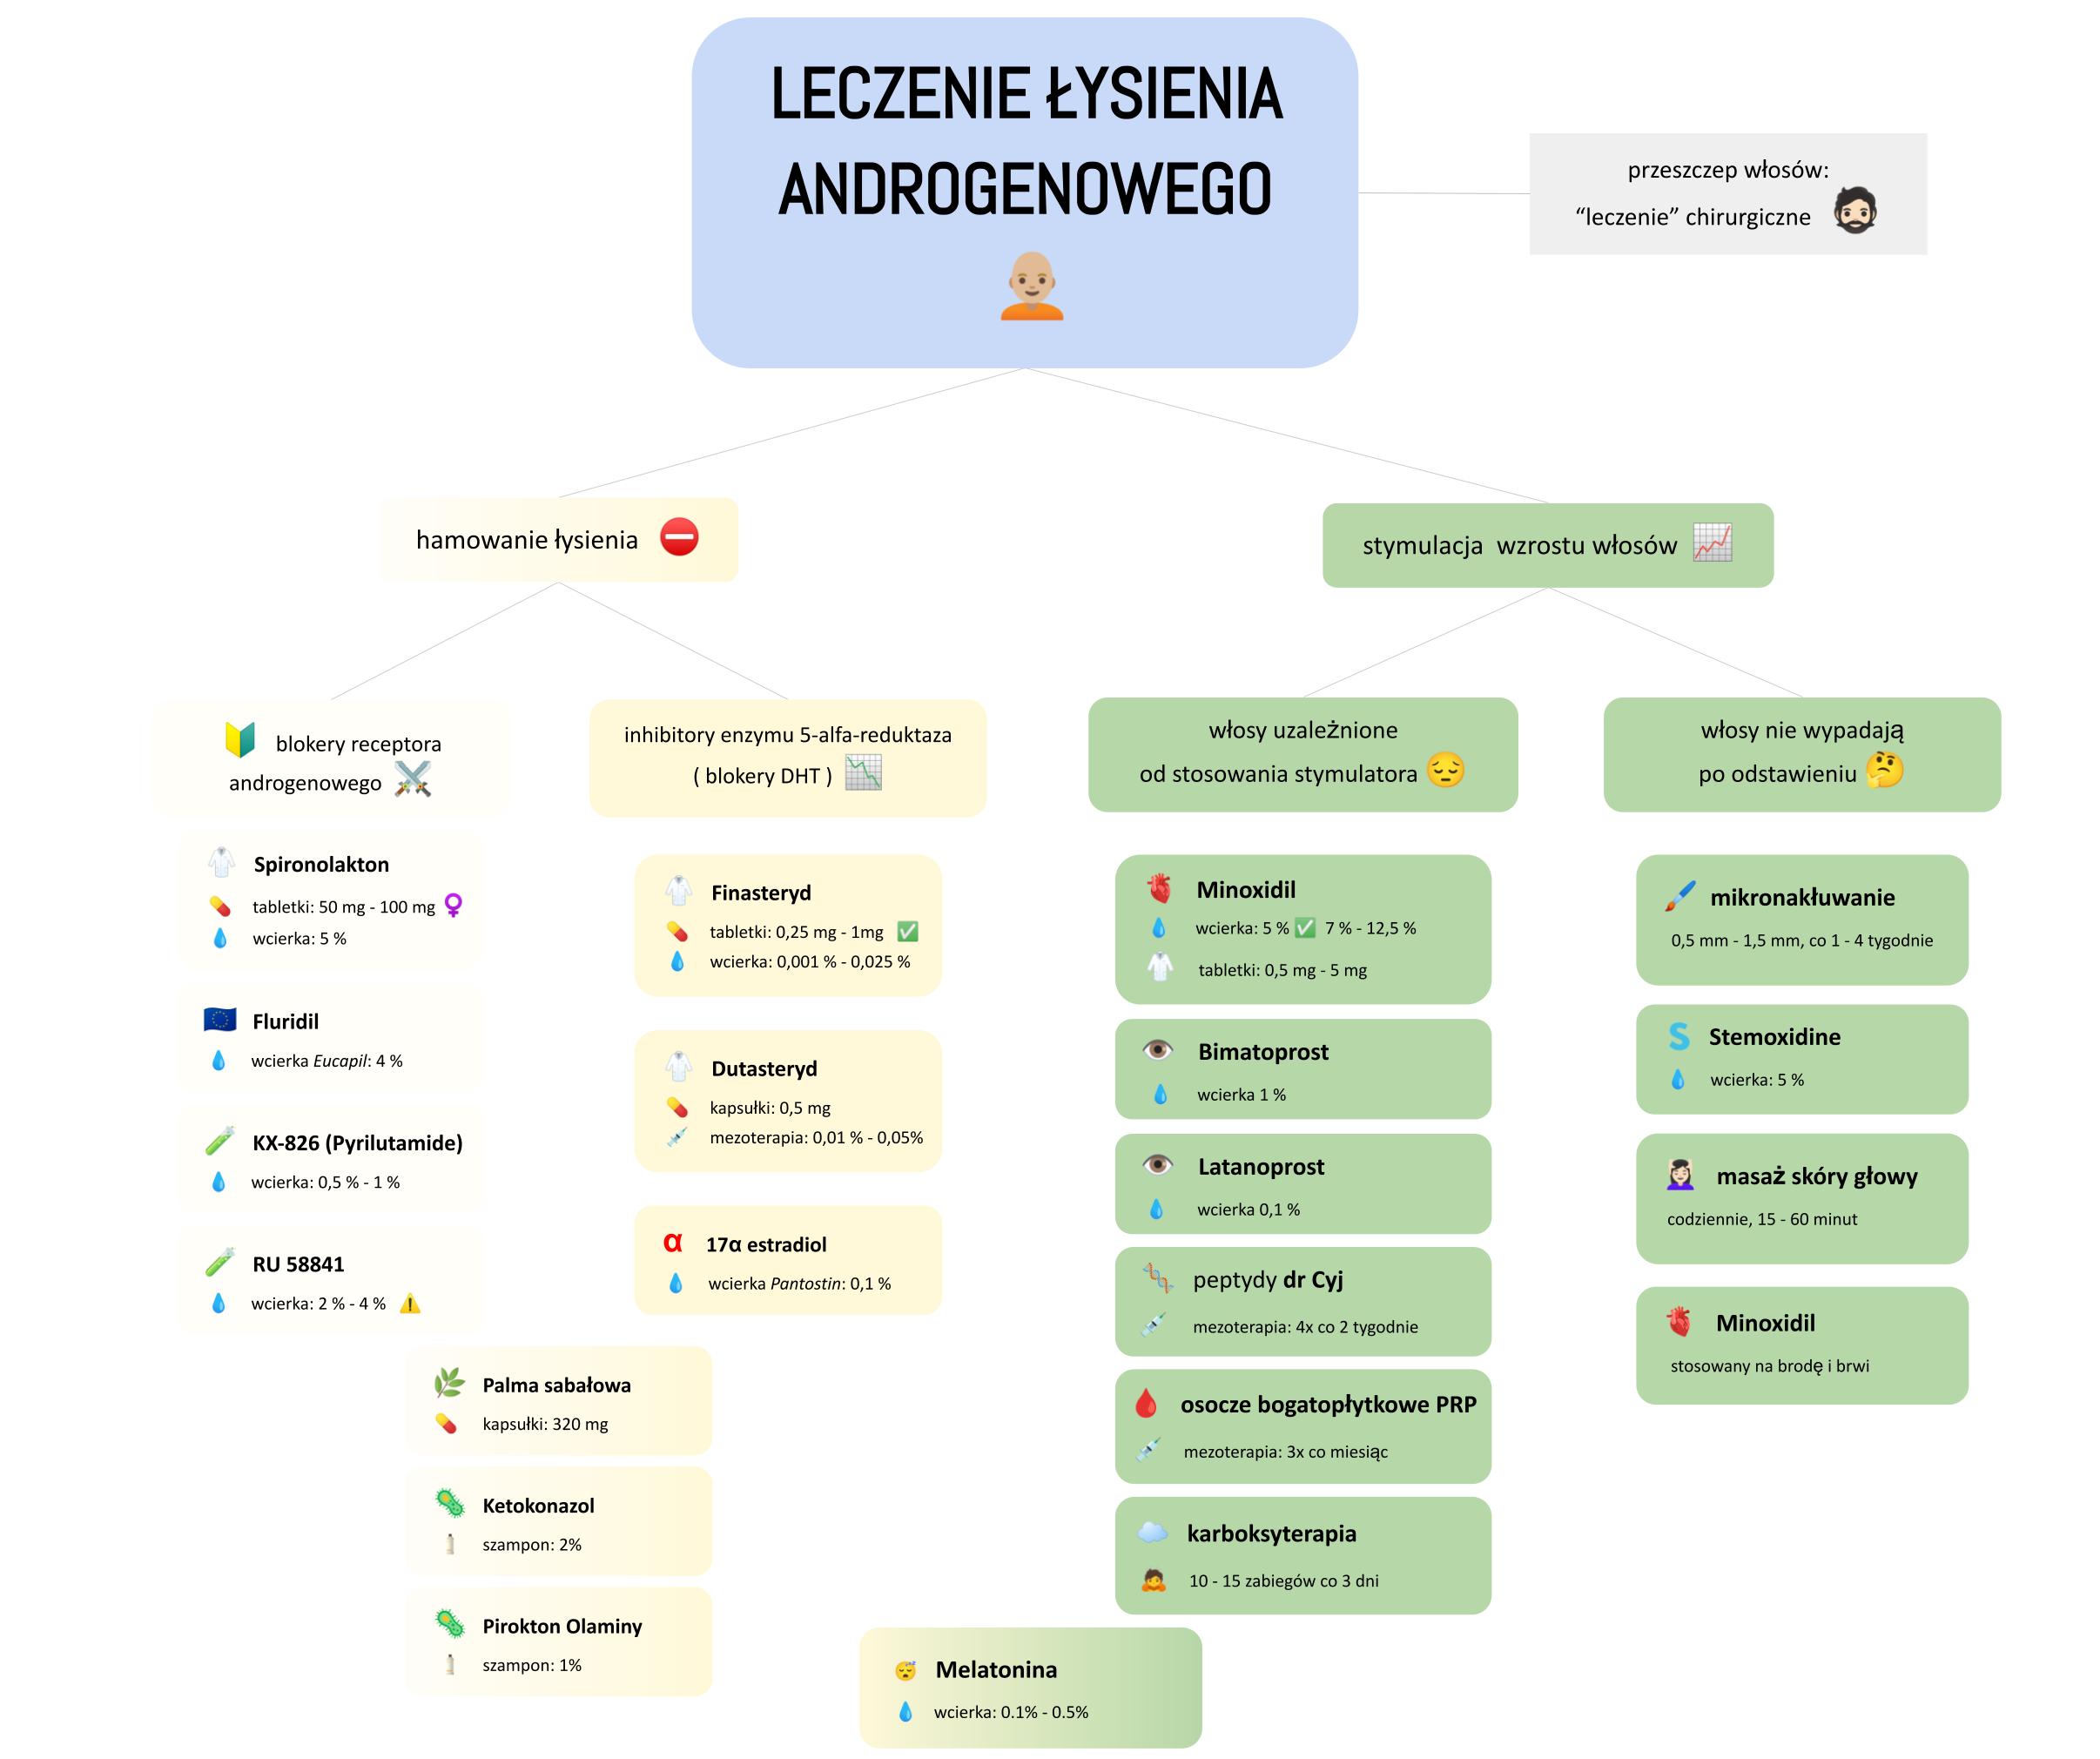 LECZENIE ŁYSIENIA
ANDROGENOWEGO
przeszczep włosów:
“leczenie” chirurgiczne
hamowanie łysienia
stymulacja wzrostu włosów
blokery receptora
androgenowego
inhibitory enzymu 5-alfa-reduktaza
( blokery DHT )
włosy uzależnione
od stosowania stymulatora
włosy nie wypadają
po odstawieniu
Spironolakton
tabletki: 50 mg - 100 mg ♀
wcierka: 5 %
Fluridil
wcierka Eucapil: 4 %
KX-826 (Pyrilutamide)
wcierka: 0,5 % - 1 %
RU 58841
wcierka: 2 % - 4 %
Finasteryd
tabletki: 0,25 mg - 1mg
wcierka: 0,001 % - 0,025 %
Dutasteryd
kapsułki: 0,5 mg
mezoterapia: 0,01 % - 0,05%
α 17α estradiol
wcierka Pantostin: 0,1 %
Palma sabałowa
kapsułki: 320 mg
Ketokonazol
szampon: 2%
Pirokton Olaminy
szampon: 1%
Minoxidil
wcierka: 5 % ✅ 7 % - 12,5 %
tabletki: 0,5 mg - 5 mg
Bimatoprost
wcierka 1 %
Latanoprost
wcierka 0,1 %
peptydy dr Cyj
mezoterapia: 4x co 2 tygodnie
osocze bogatopłytkowe PRP
mezoterapia: 3x co miesiąc
karboksyterapia
10 - 15 zabiegów co 3 dni
Melatonina
wcierka: 0.1% - 0.5%
mikronakłuwanie
0,5 mm - 1,5 mm, co 1 - 4 tygodnie
S Stemoxidine
wcierka: 5 %
masaż skóry głowy
codziennie, 15 - 60 minut
Minoxidil
stosowany na brodę i brwi